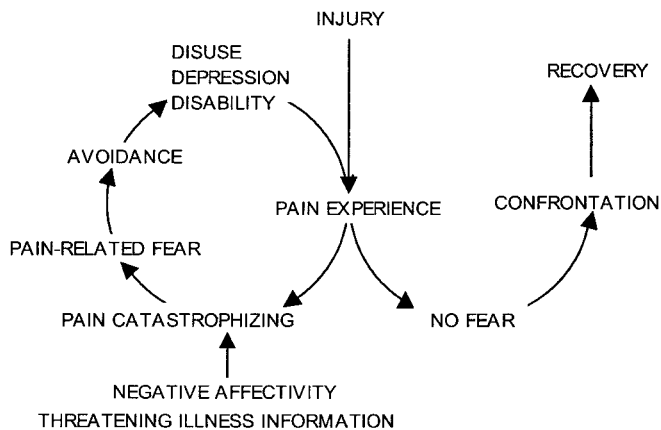 INJURY
DISUSE
DEPRESSION
DISABILITY
RECOVERY
AVOIDANCE
PAIN EXPERIENCE
CONFRONTATION
PAIN-RELATED FEAR
PAIN CATASTROPHIZING
NO FEAR
NEGATIVE AFFECTIVITY
THREATENING ILLNESS INFORMATION